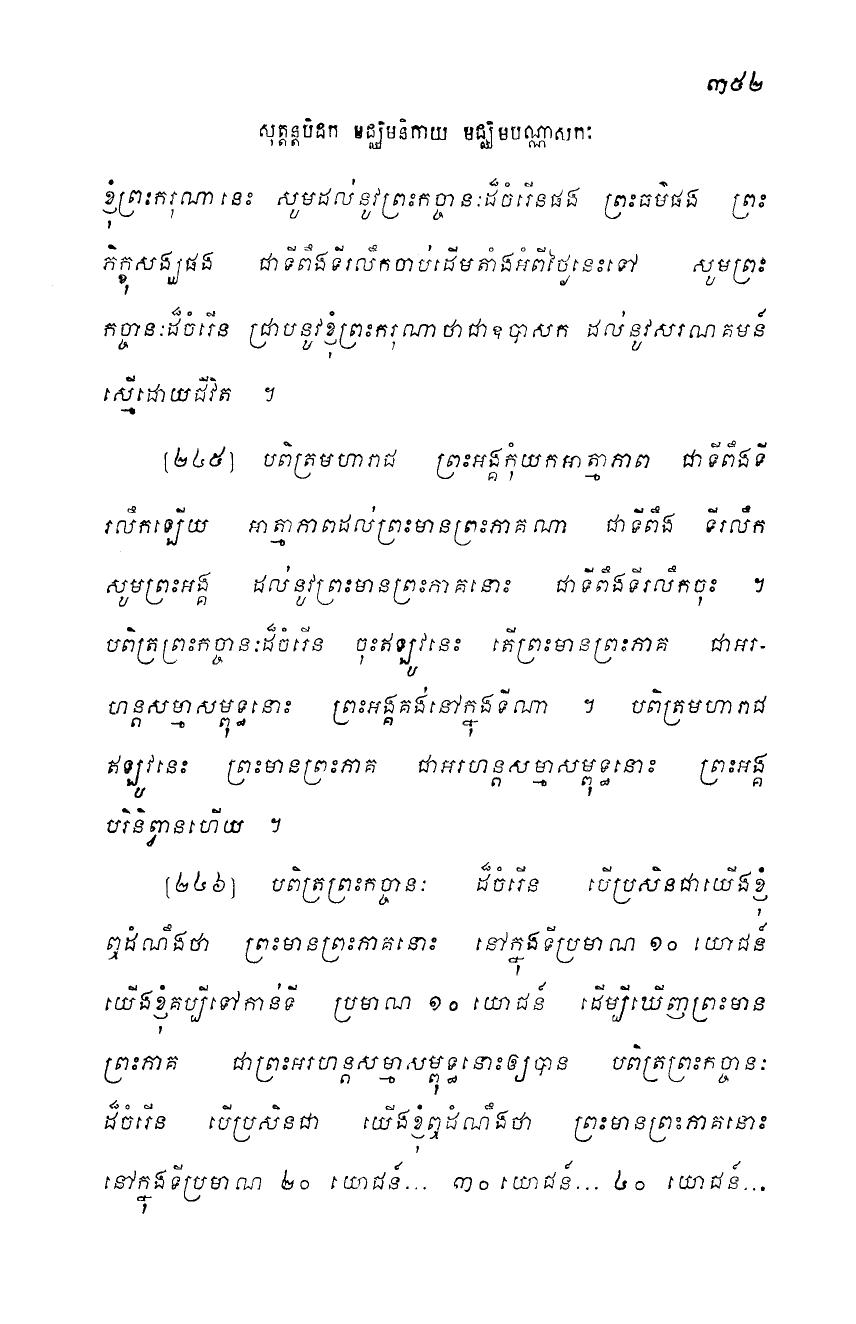 ៣៥២
សុត្តន្តបិដក មជ្ឈិមនិកាយ មជ្ឈិមបណ្ណាសកៈ
ខ្ញុំព្រះករុណានេះ សូមដល់នូវព្រះកច្ចានៈដ៏ចំរើនផង ព្រះធម៌ផង ព្រះ
ភិក្ខុសង្ឃផង ជាទីពឹងទីរលឹកចាប់ដើមតាំងអំពីថ្ងៃនេះទៅ សូមព្រះ
កច្ចានៈដ៏ចំរើន ជ្រាបនូវខ្ញុំព្រះករុណាថាជាឧបាសក ដល់នូវសរណគមន៍
ស្មើដោយជីវិត ។
[២៤៥] បពិត្រមហារាជ ព្រះអង្គកុំយកអាត្មាភាព ជាទីពឹងទី
រលឹកឡើយ អាត្មាភាពដល់ព្រះមានព្រះភាគណា ជាទីពឹង ទីរលឹក
សូមព្រះអង្គ ដល់នូវព្រះមានព្រះភាគនោះ ជាទីពឹងទីរលឹកចុះ ។
បពិត្រព្រះកច្ចានៈដ៏ចំរើន ចុះឥឡូវនេះ តើព្រះមានព្រះភាគ ជាអរ-
ហន្តសម្មាសម្ពុទ្ធនោះ ព្រះអង្គគង់នៅក្នុងទីណា ។ បពិត្រមហារាជ
ឥឡូវនេះ ព្រះមានព្រះភាគ ជាអរហន្តសម្មាសម្ពុទ្ធនោះ ព្រះអង្គ
បរិនិព្វានហើយ ។
[២៤៦] បពិត្រព្រះកច្ចានៈ ដ៏ចំរើន បើប្រសិនជាយើងខ្ញុំ
ឮដំណឹងថា ព្រះមានព្រះភាគនោះ នៅក្នុងទីប្រមាណ ១០ យោជន៍
យើងខ្ញុំគប្បីទៅកាន់ទី ប្រមាណ ១០ យោជន៍ ដើម្បីឃើញព្រះមាន
ព្រះភាគ ជាព្រះអរហន្តសម្មាសម្ពុទ្ធនោះឲ្យបាន បពិត្រព្រះកច្ចានៈ
ដ៏ចំរើន បើប្រសិនជា យើងខ្ញុំឮដំណឹងថា ព្រះមានព្រះភាគនោះ
នៅក្នុងទីប្រមាណ ២០ យោជន៍... ៣០ យោជន៍... ៤០ យោជន៍...